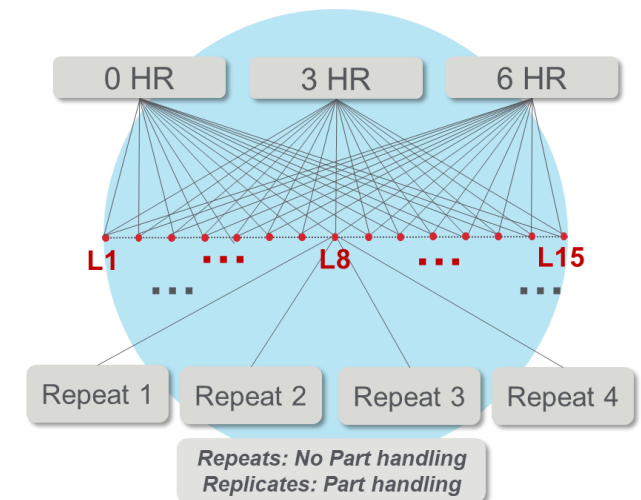 0 HR
3 HR
6 HR
L1
...
L8
...
L15
...
...
Repeat 1
Repeat 2
Repeat 3
Repeat 4
Repeats: No Part handling
Replicates: Part handling